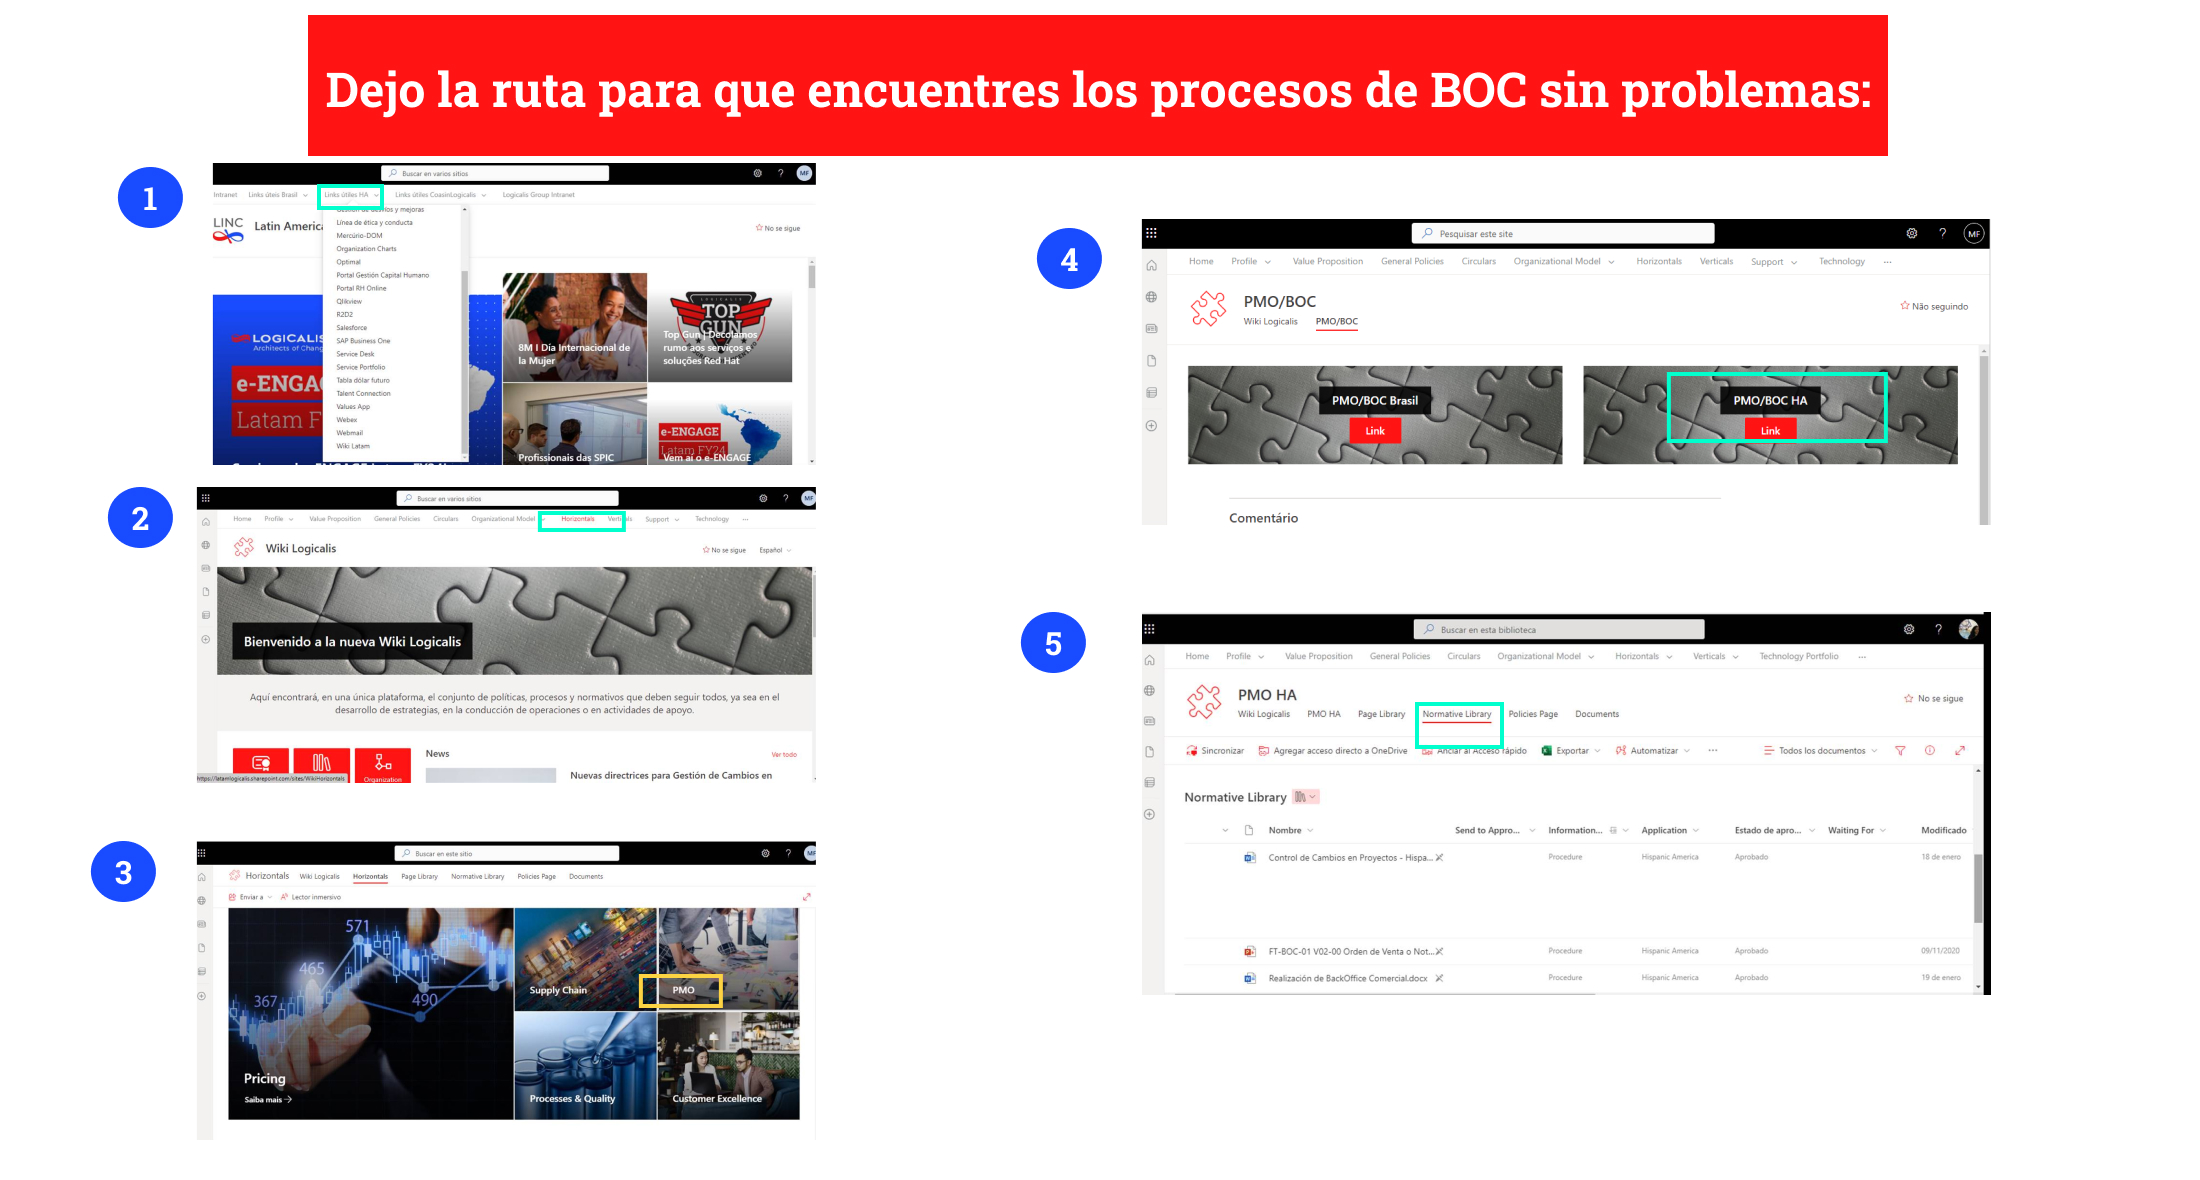 Dejo la ruta para que encuentres los procesos de BOC sin problemas:
1
Buscar en varios sitios
? MF
Intranet Links úteis Brasil Links útiles HA Links útiles CoasinLogicalis Logicalis Group Intranet
LINC Latin America
No se sigue
Gestión de desvíos y mejoras
Línea de ética y conducta
Mercúrio-DOM
Organization Charts
Optimal
Portal Gestión Capital Humano
Portal RH Online
Qlikview
R2D2
Salesforce
SAP Business One
Service Desk
Service Portfolio
Tabla dólar futuro
Talent Connection
Values App
Webex
Webmail
Wiki Latam
LOGICALIS
Architects of Chang
e-ENGA
Latam F
8M I Día Internacional de
la Mujer
LOGICALIS
TOP
GUN
Top Gun | Decolamos
rumo aos serviços e
soluções Red Hat
Profissionais das SPIC
e-ENGAGE
Latam FY24
Vem aí o e-ENGAGE
2
Buscar en varios sitios
? MF
Home Profile Value Proposition General Policies Circulars Organizational Model Horizontals Verticals Support Technology ...
Wiki Logicalis
No se sigue Español
Bienvenido a la nueva Wiki Logicalis
Aquí encontrará, en una única plataforma, el conjunto de políticas, procesos y normativos que deben seguir todos, ya sea en el
desarrollo de estrategias, en la conducción de operaciones o en actividades de apoyo.
News
Ver todo
Organization
Nuevas directrices para Gestión de Cambios en
https://latamlogicalis.sharepoint.com/sites/WikiHorizontals
3
Buscar en este sitio
? MF
Horizontals Wiki Logicalis Horizontals Page Library Normative Library Policies Page Documents
Enviar a Lector inmersivo
571
465
367
490
Pricing
Saiba mais
Supply Chain
PMO
Processes & Quality
Customer Excellence
4
Pesquisar este site
? MF
Home Profile Value Proposition General Policies Circulars Organizational Model Horizontals Verticals Support Technology ...
PMO/BOC
Wiki Logicalis PMO/BOC
Não seguindo
PMO/BOC Brasil
Link
PMO/BOC HA
Link
Comentário
5
Buscar en esta biblioteca
?
Home Profile Value Proposition General Policies Circulars Organizational Model Horizontals Verticals Technology Portfolio ...
PMO HA
Wiki Logicalis PMO HA Page Library Normative Library Policies Page Documents
No se sigue
Sincronizar Agregar acceso directo a OneDrive Anclar al Acceso rápido Exportar Automatizar ... Todos los documentos
Normative Library
Nombre Send to Appro... Information... Application Estado de apro... Waiting For Modificado
Control de Cambios en Proyectos - Hispa... Procedure Hispanic America Aprobado 18 de enero
FT-BOC-01 V02-00 Orden de Venta o Not... Procedure Hispanic America Aprobado 09/11/2020
Realización de BackOffice Comercial.docx Procedure Hispanic America Aprobado 19 de enero